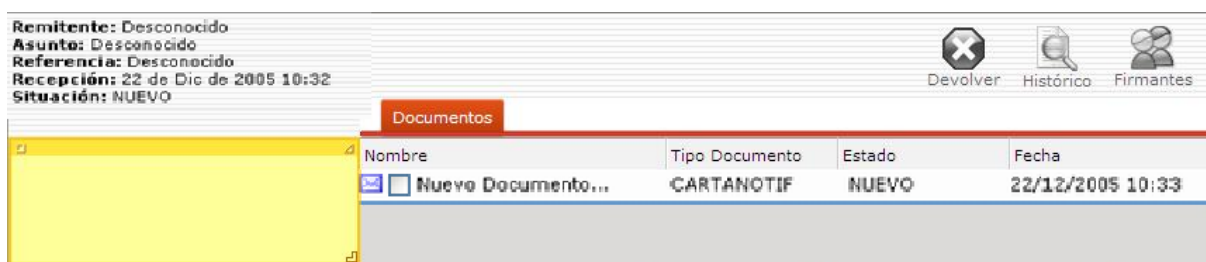 Remitente: Desconocido
Asunto: Desconocido
Referencia: Desconocido
Recepción: 22 de Dic de 2005 10:32
Situación: NUEVO
Devolver Histórico Firmantes
Documentos
Nombre Tipo Documento Estado Fecha
Nuevo Documento... CARTANOTIF NUEVO 22/12/2005 10:33